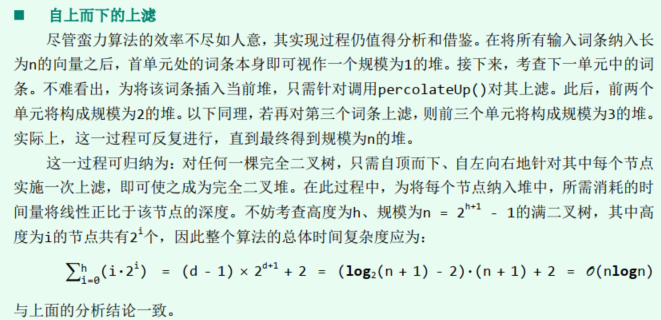 ■ 自上而下的上滤
尽管蛮力算法的效率不尽如人意，其实现过程仍值得分析和借鉴。在将所有输入词条纳入长
为n的向量之后，首单元处的词条本身即可视作一个规模为1的堆。接下来，考查下一单元中的词
条。不难看出，为将该词条插入当前堆，只需针对调用percolateUp()对其上滤。此后，前两个
单元将构成规模为2的堆。以下同理，若再对第三个词条上滤，则前三个单元将构成规模为3的堆。
实际上，这一过程可反复进行，直到最终得到规模为n的堆。
这一过程可归纳为：对任何一棵完全二叉树，只需自顶而下、自左向右地针对其中每个节点
实施一次上滤，即可使之成为完全二叉堆。在此过程中，为将每个节点纳入堆中，所需消耗的时
间量将线性正比于该节点的深度。不妨考查高度为h、规模为n = 2^{h+1} - 1的满二叉树，其中高
度为i的节点共有2^i个，因此整个算法的总体时间复杂度应为：
∑_{i=0}^{h}(i·2^i) = (d - 1) × 2^{d+1} + 2 = (log₂(n + 1) - 2)·(n + 1) + 2 = O(nlogn)
与上面的分析结论一致。